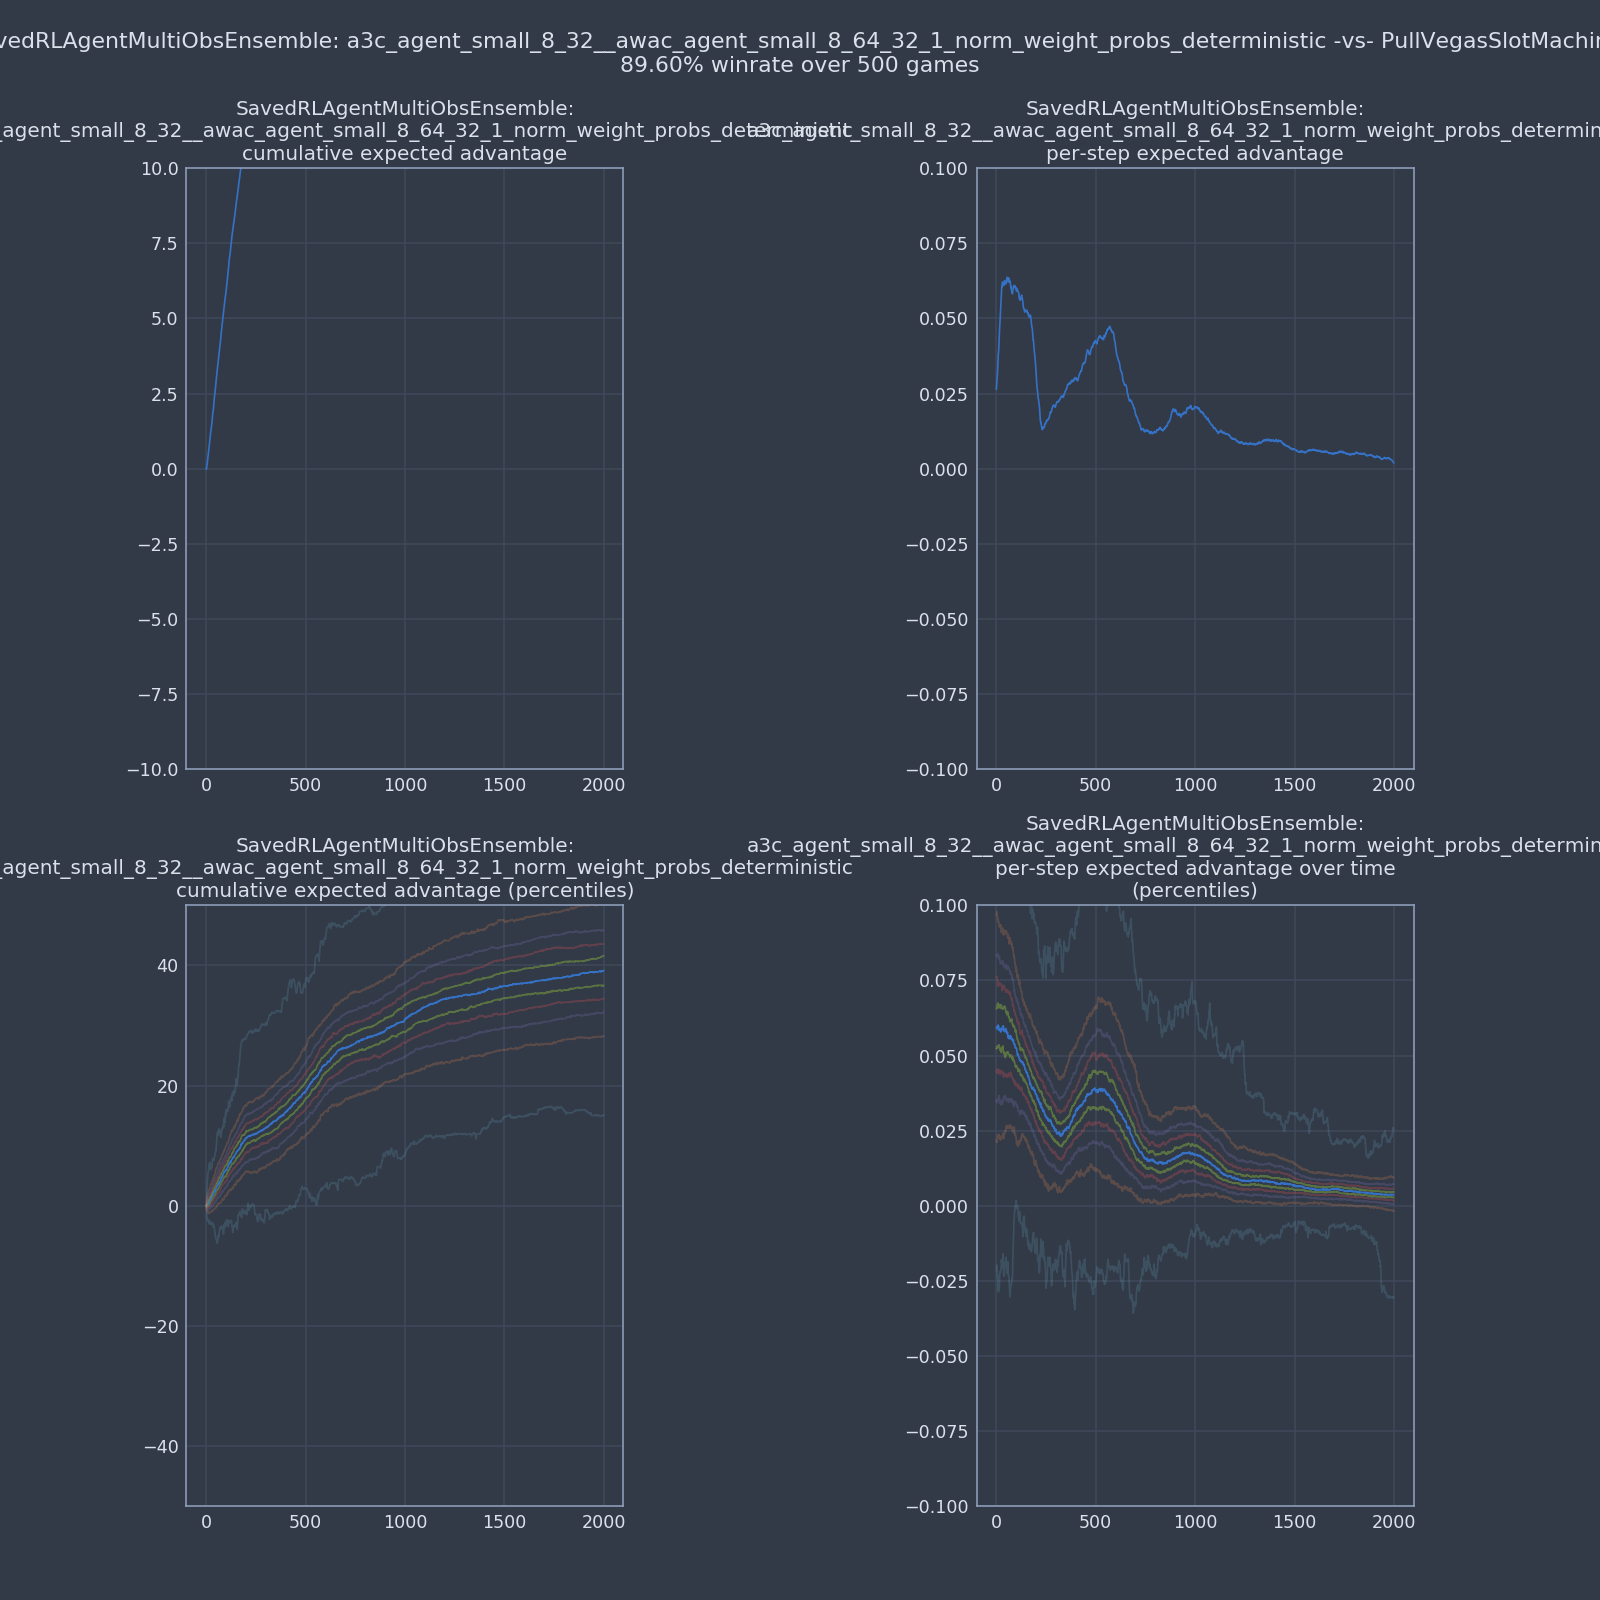 vedRLAgentMultiObsEnsemble: a3c_agent_small_8_32__awac_agent_small_8_64_32_1_norm_weight_probs_deterministic -vs- PullVegasSlotMachin
89.60% winrate over 500 games
SavedRLAgentMultiObsEnsemble:
_agent_small_8_32__awac_agent_small_8_64_32_1_norm_weight_probs_deterministic
cumulative expected advantage
10.0
7.5
5.0
2.5
0.0
−2.5
−5.0
−7.5
−10.0
0 500 1000 1500 2000
SavedRLAgentMultiObsEnsemble:
a3c_agent_small_8_32__awac_agent_small_8_64_32_1_norm_weight_probs_determin
per-step expected advantage
0.100
0.075
0.050
0.025
0.000
−0.025
−0.050
−0.075
−0.100
0 500 1000 1500 2000
SavedRLAgentMultiObsEnsemble:
_agent_small_8_32__awac_agent_small_8_64_32_1_norm_weight_probs_deterministic
cumulative expected advantage (percentiles)
40
20
0
−20
−40
0 500 1000 1500 2000
SavedRLAgentMultiObsEnsemble:
a3c_agent_small_8_32__awac_agent_small_8_64_32_1_norm_weight_probs_determin
per-step expected advantage over time
(percentiles)
0.100
0.075
0.050
0.025
0.000
−0.025
−0.050
−0.075
−0.100
0 500 1000 1500 2000